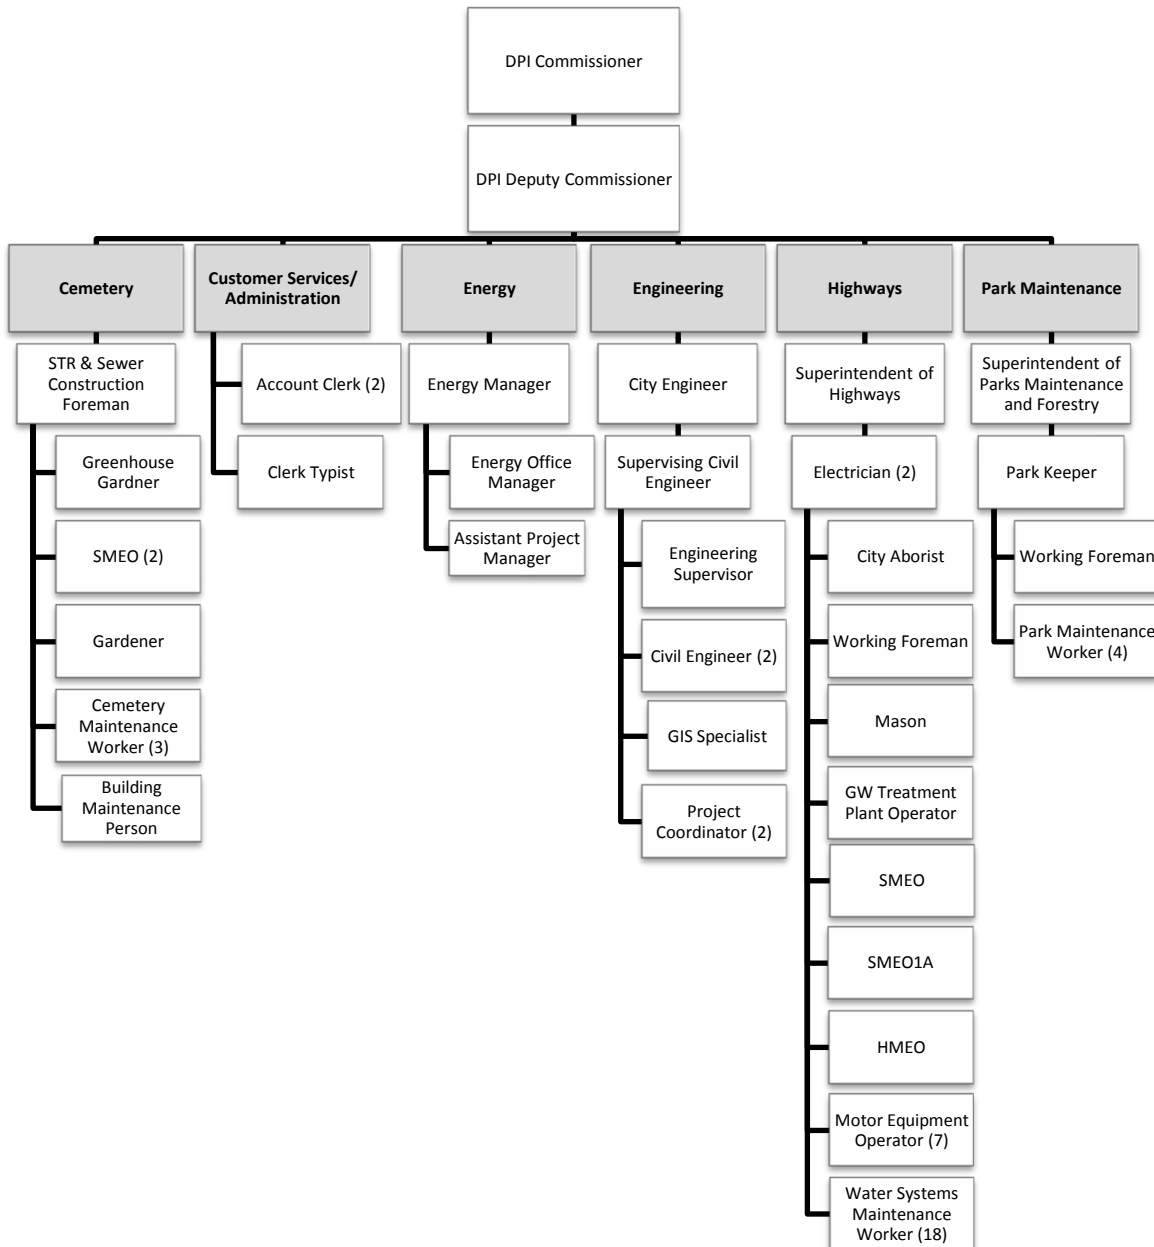 DPI Commissioner
DPI Deputy Commissioner
Cemetery
STR & Sewer
Construction
Foreman
Greenhouse
Gardner
SMEO (2)
Gardener
Cemetery
Maintenance
Worker (3)
Building
Maintenance
Person
Customer Services/
Administration
Account Clerk (2)
Clerk Typist
Energy
Energy Manager
Energy Office
Manager
Assistant Project
Manager
Engineering
City Engineer
Supervising Civil
Engineer
Engineering
Supervisor
Civil Engineer (2)
GIS Specialist
Project
Coordinator (2)
Highways
Superintendent of
Highways
Electrician (2)
City Aborist
Working Foreman
Mason
GW Treatment
Plant Operator
SMEO
SMEO1A
HMEO
Motor Equipment
Operator (7)
Water Systems
Maintenance
Worker (18)
Park Maintenance
Superintendent of
Parks Maintenance
and Forestry
Park Keeper
Working Foreman
Park Maintenance
Worker (4)